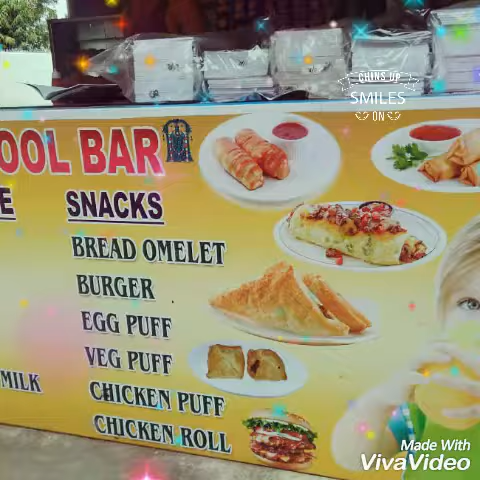 CHINS UP
SMILES
ON
OOL BAR
E
SNACKS
BREAD OMELET
BURGER
EGG PUFF
VEG PUFF
MILK
CHICKEN PUFF
CHICKEN ROLL
Made With
VivaVideo